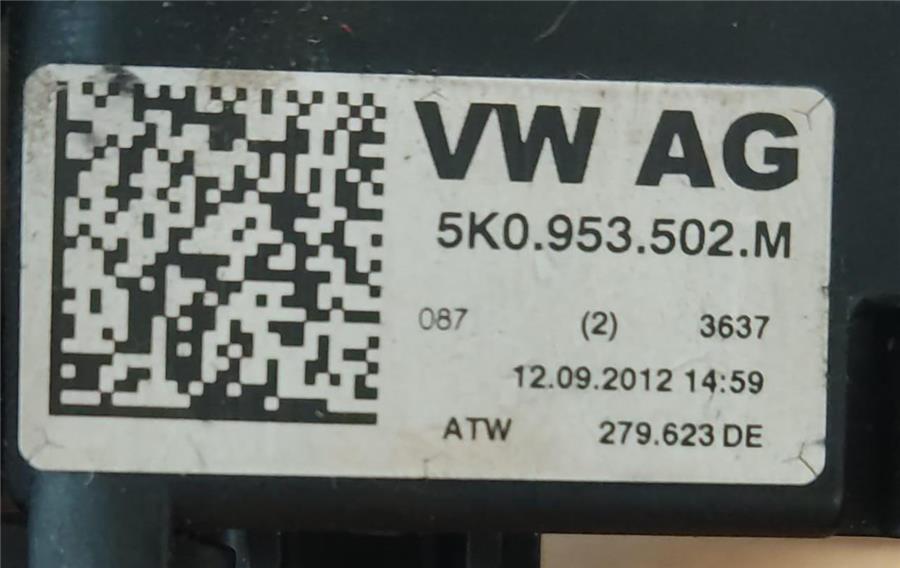 VW AG
5K0.953.502.M
087 (2) 3637
12.09.2012 14:59
ATW 279.623 DE